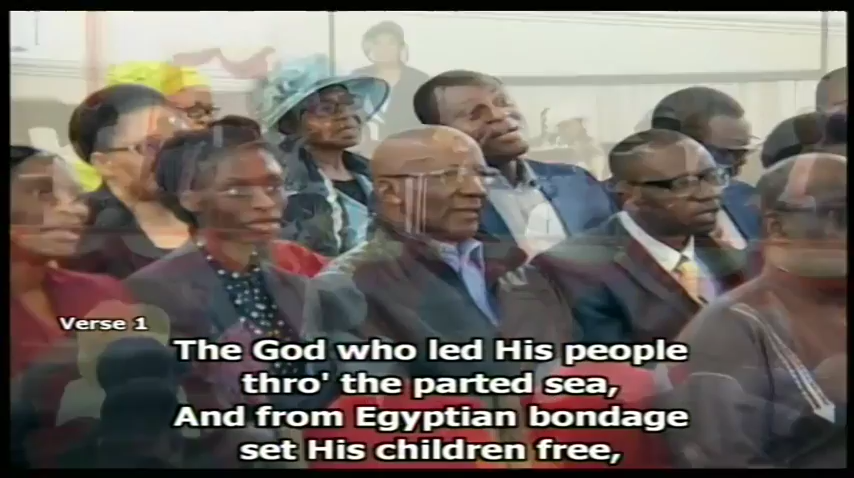 Verse 1
The God who led His people
thro' the parted sea,
And from Egyptian bondage
set His children free,